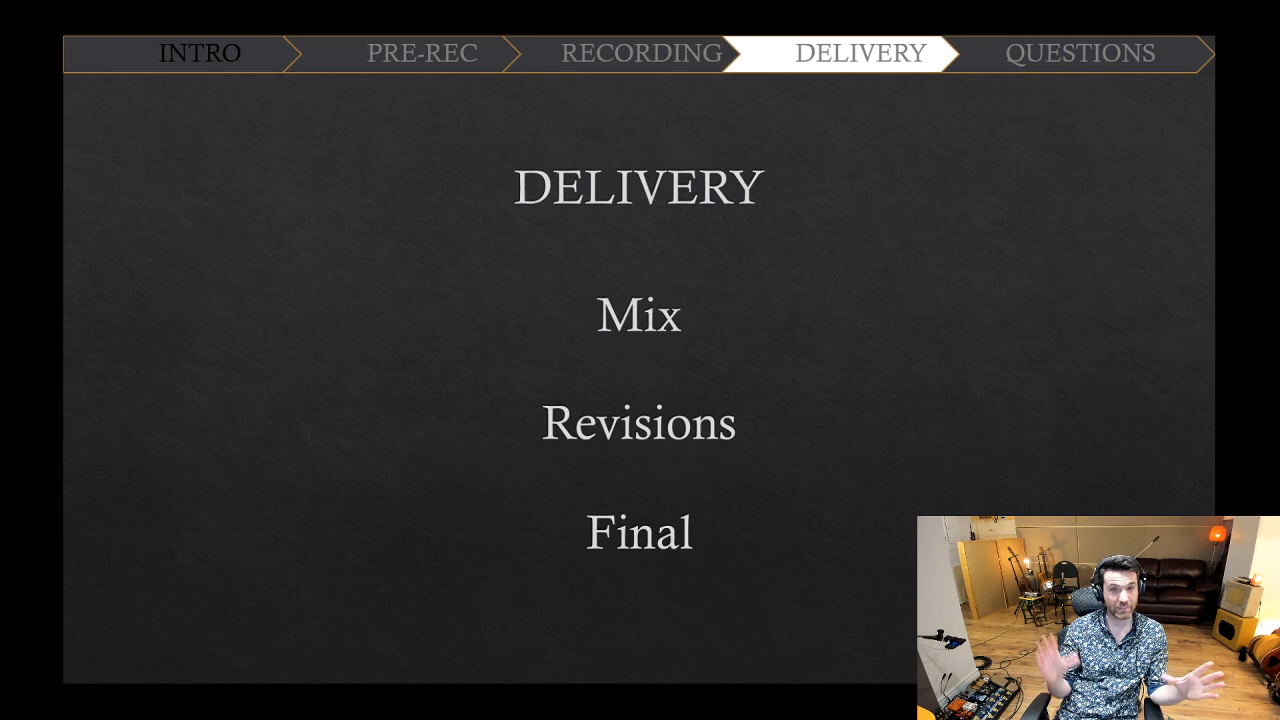 INTRO PRE-REC RECORDING DELIVERY QUESTIONS
DELIVERY
Mix
Revisions
Final